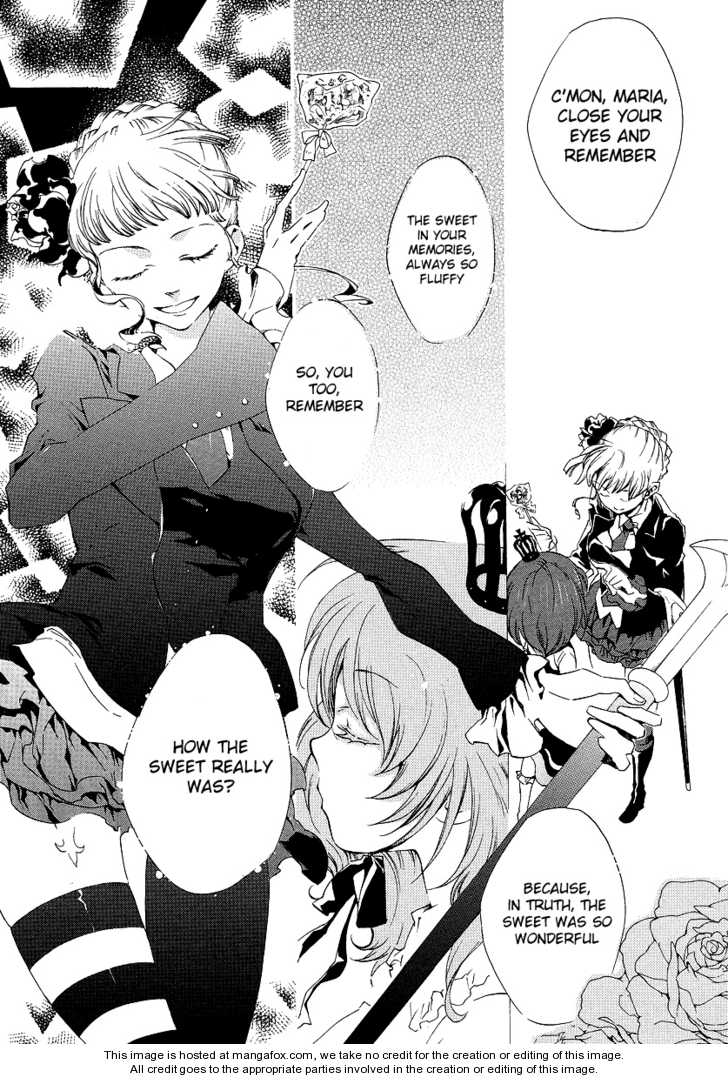 C'MON, MARIA,
CLOSE YOUR
EYES AND
REMEMBER
THE SWEET
IN YOUR
MEMORIES,
ALWAYS SO
FLUFFY
SO, YOU
TOO,
REMEMBER
HOW THE
SWEET REALLY
WAS?
BECAUSE,
IN TRUTH, THE
SWEET WAS SO
WONDERFUL
This image is hosted at mangafox.com, we take no credit for the creation or editing of this image.
All credit goes to the appropriate parties involved in the creation or editing of this image.